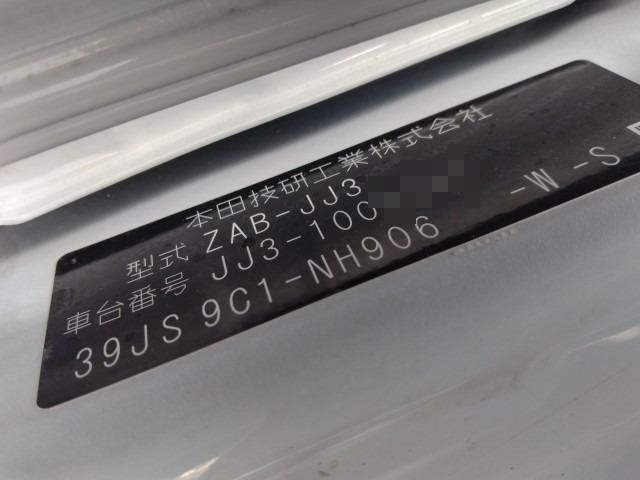 本田技研工業株式会社
型式 ZAB-JJ3
車台番号 JJ3-10
39JS 9C1-NH906 -W -S